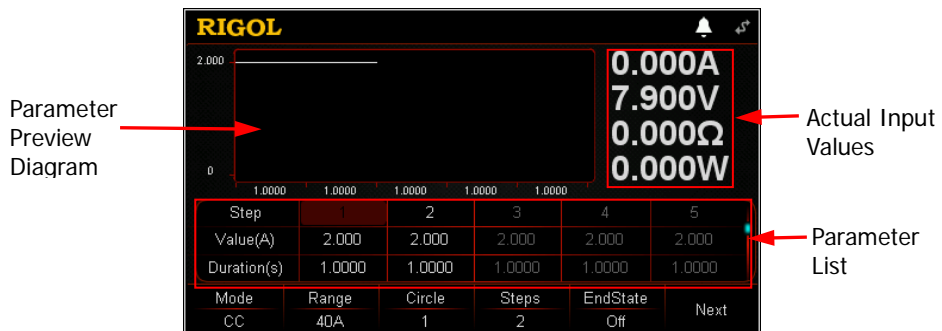 RIGOL
2.000
0
1.0000 1.0000 1.0000 1.0000 1.0000
0.000A
7.900V
0.000Ω
0.000W
Parameter
Preview
Diagram
Actual Input
Values
Step 1 2 3 4 5
Value(A) 2.000 2.000 2.000 2.000 2.000
Duration(s) 1.0000 1.0000 1.0000 1.0000 1.0000
Parameter
List
Mode Range Circle Steps EndState Next
CC 40A 1 2 Off